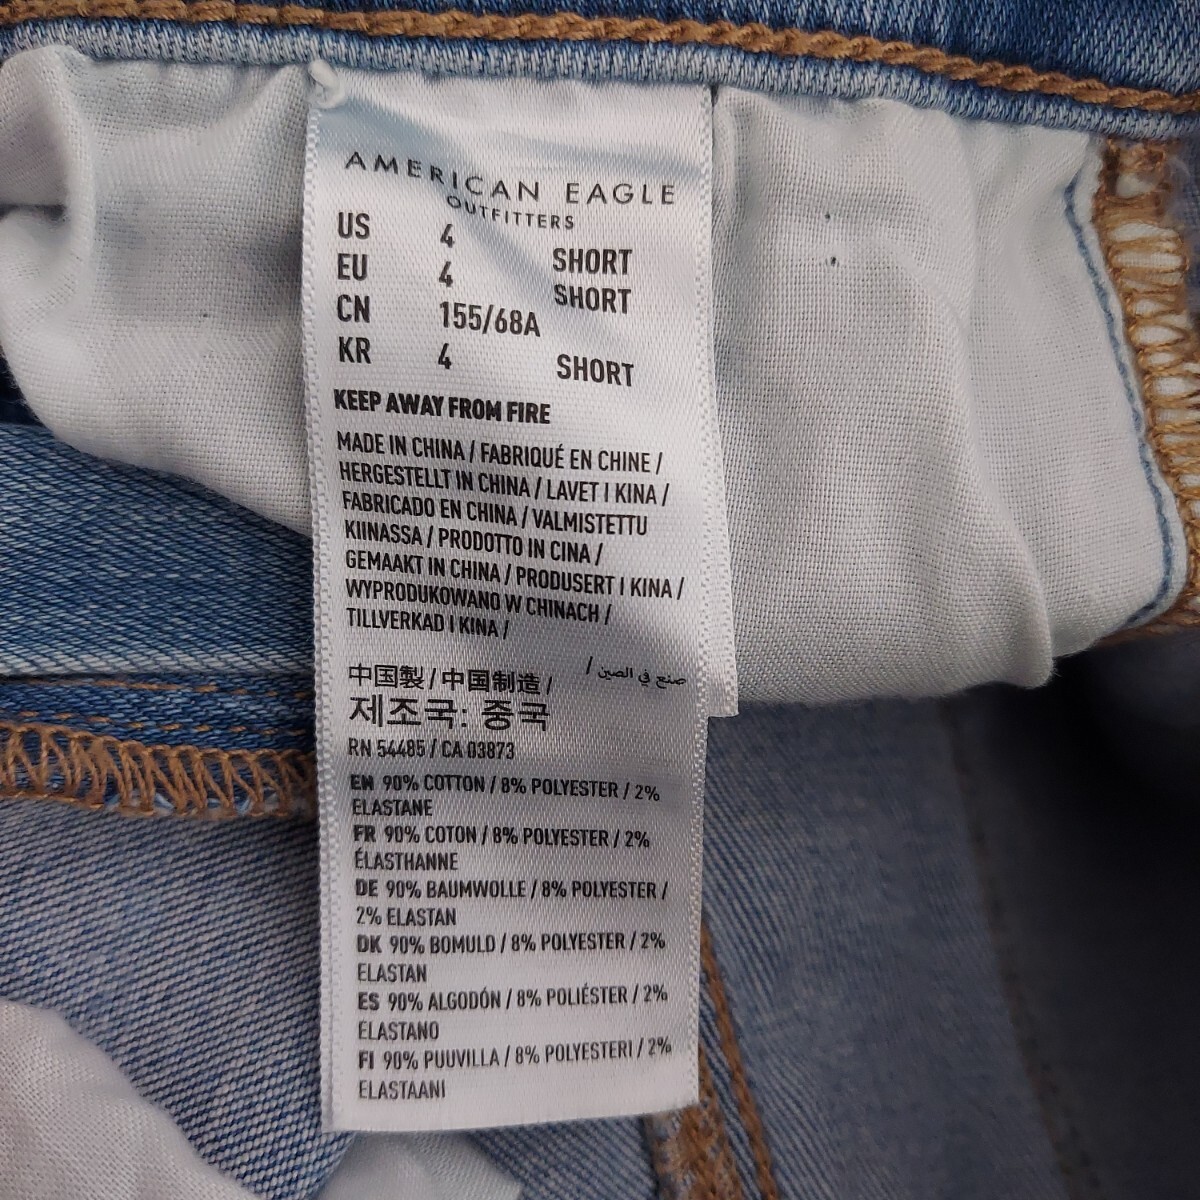 AMERICAN EAGLE
OUTFITTERS
US 4 SHORT
EU 4 SHORT
CN 155/68A
KR 4 SHORT
KEEP AWAY FROM FIRE
MADE IN CHINA / FABRIQUÉ EN CHINE /
HERGESTELLT IN CHINA / LAVET I KINA /
FABRICADO EN CHINA / VALMISTETTU
KIINASSA / PRODOTTO IN CINA /
GEMAAKT IN CHINA / PRODUSERT I KINA /
WYPRODUKOWANO W CHINACH /
TILLVERKAD I KINA /
صنع في الصين /
中国製 / 中国制造 /
제조국: 중국
RN 54485 / CA 03873
EN 90% COTTON / 8% POLYESTER / 2%
ELASTANE
FR 90% COTON / 8% POLYESTER / 2%
ÉLASTHANNE
DE 90% BAUMWOLLE / 8% POLYESTER /
2% ELASTAN
DK 90% BOMULD / 8% POLYESTER / 2%
ELASTAN
ES 90% ALGODÓN / 8% POLIÉSTER / 2%
ELASTANO
FI 90% PUUVILLA / 8% POLYESTERI / 2%
ELASTAANI